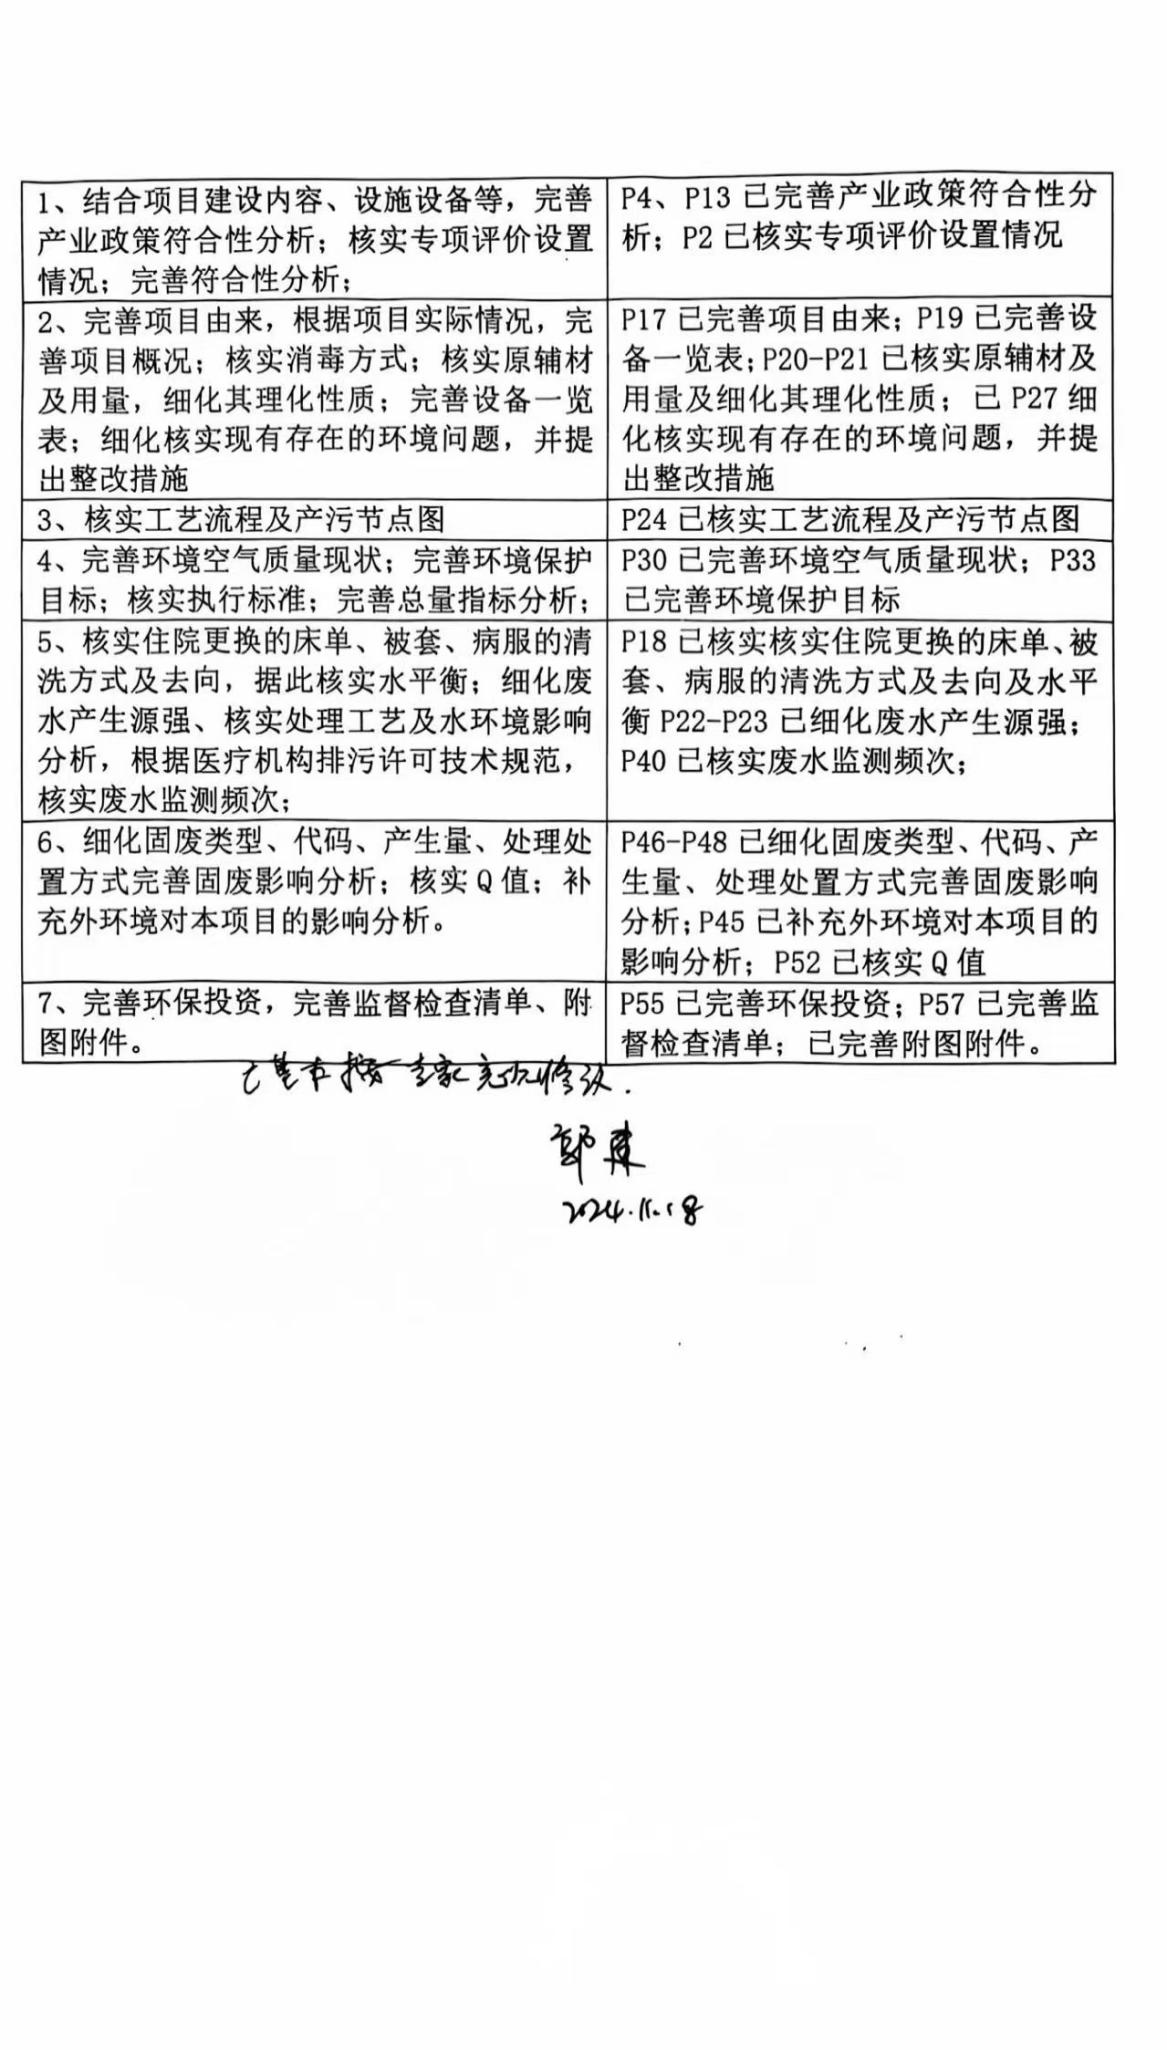 1、结合项目建设内容、设施设备等，完善
产业政策符合性分析；核实专项评价设置
情况；完善符合性分析；
P4、P13 已完善产业政策符合性分
析；P2 已核实专项评价设置情况
2、完善项目由来，根据项目实际情况，完
善项目概况；核实消毒方式；核实原辅材
及用量，细化其理化性质；完善设备一览
表；细化核实现有存在的环境问题，并提
出整改措施
P17 已完善项目由来；P19 已完善设
备一览表；P20-P21 已核实原辅材及
用量及细化其理化性质；已 P27 细
化核实现有存在的环境问题，并提
出整改措施
3、核实工艺流程及产污节点图
P24 已核实工艺流程及产污节点图
4、完善环境空气质量现状；完善环境保护
目标；核实执行标准；完善总量指标分析；
P30 已完善环境空气质量现状；P33
已完善环境保护目标
5、核实住院更换的床单、被套、病服的清
洗方式及去向，据此核实水平衡；细化废
水产生源强、核实处理工艺及水环境影响
分析，根据医疗机构排污许可技术规范，
核实废水监测频次；
P18 已核实核实住院更换的床单、被
套、病服的清洗方式及去向及水平
衡 P22-P23 已细化废水产生源强；
P40 已核实废水监测频次；
6、细化固废类型、代码、产生量、处理处
置方式完善固废影响分析；核实 Q 值；补
充外环境对本项目的影响分析。
P46-P48 已细化固废类型、代码、产
生量、处理处置方式完善固废影响
分析；P45 已补充外环境对本项目的
影响分析；P52 已核实 Q 值
7、完善环保投资，完善监督检查清单、附
图附件。
P55 已完善环保投资；P57 已完善监
督检查清单；已完善附图附件。
已基本按专家意见修改.
郭建
2024.11.18